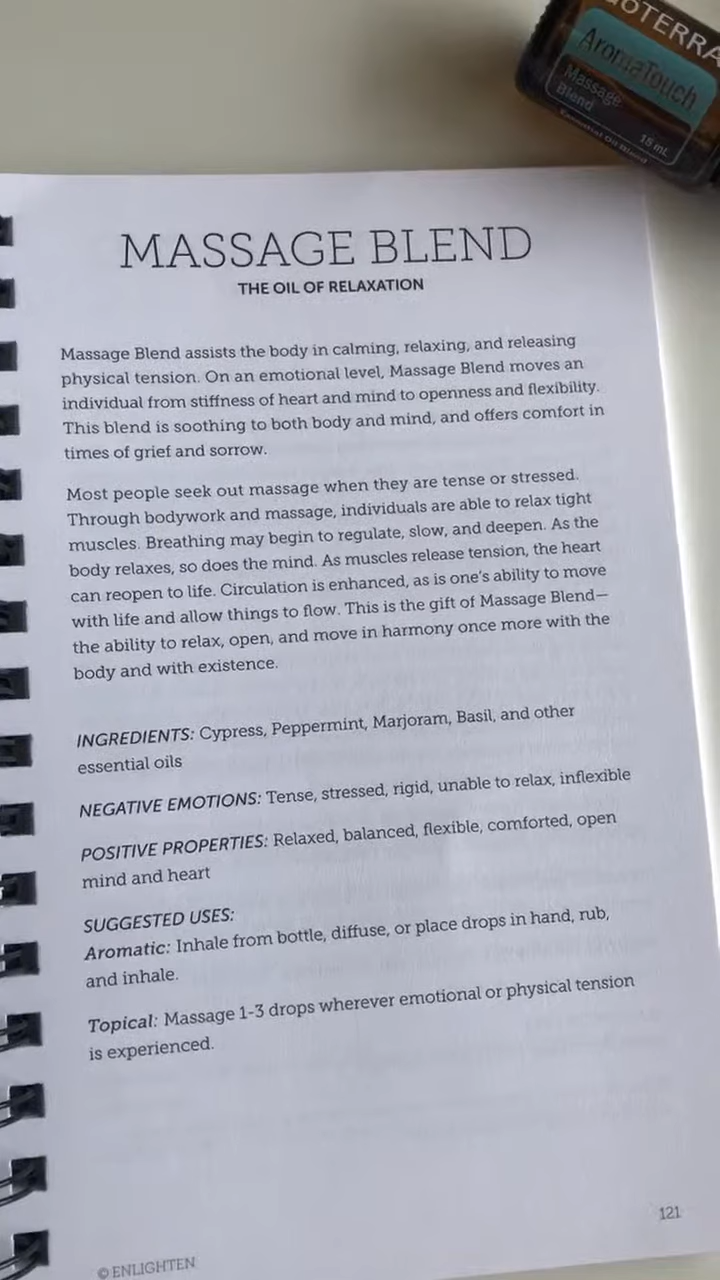 ōTERRA
AromaTouch
Massage
Blend
Essential Oil Blend
15 mL
MASSAGE BLEND
THE OIL OF RELAXATION
Massage Blend assists the body in calming, relaxing, and releasing
physical tension. On an emotional level, Massage Blend moves an
individual from stiffness of heart and mind to openness and flexibility.
This blend is soothing to both body and mind, and offers comfort in
times of grief and sorrow.
Most people seek out massage when they are tense or stressed.
Through bodywork and massage, individuals are able to relax tight
muscles. Breathing may begin to regulate, slow, and deepen. As the
body relaxes, so does the mind. As muscles release tension, the heart
can reopen to life. Circulation is enhanced, as is one's ability to move
with life and allow things to flow. This is the gift of Massage Blend—
the ability to relax, open, and move in harmony once more with the
body and with existence.
INGREDIENTS: Cypress, Peppermint, Marjoram, Basil, and other
essential oils
NEGATIVE EMOTIONS: Tense, stressed, rigid, unable to relax, inflexible
POSITIVE PROPERTIES: Relaxed, balanced, flexible, comforted, open
mind and heart
SUGGESTED USES:
Aromatic: Inhale from bottle, diffuse, or place drops in hand, rub,
and inhale.
Topical: Massage 1-3 drops wherever emotional or physical tension
is experienced.
121
© ENLIGHTEN